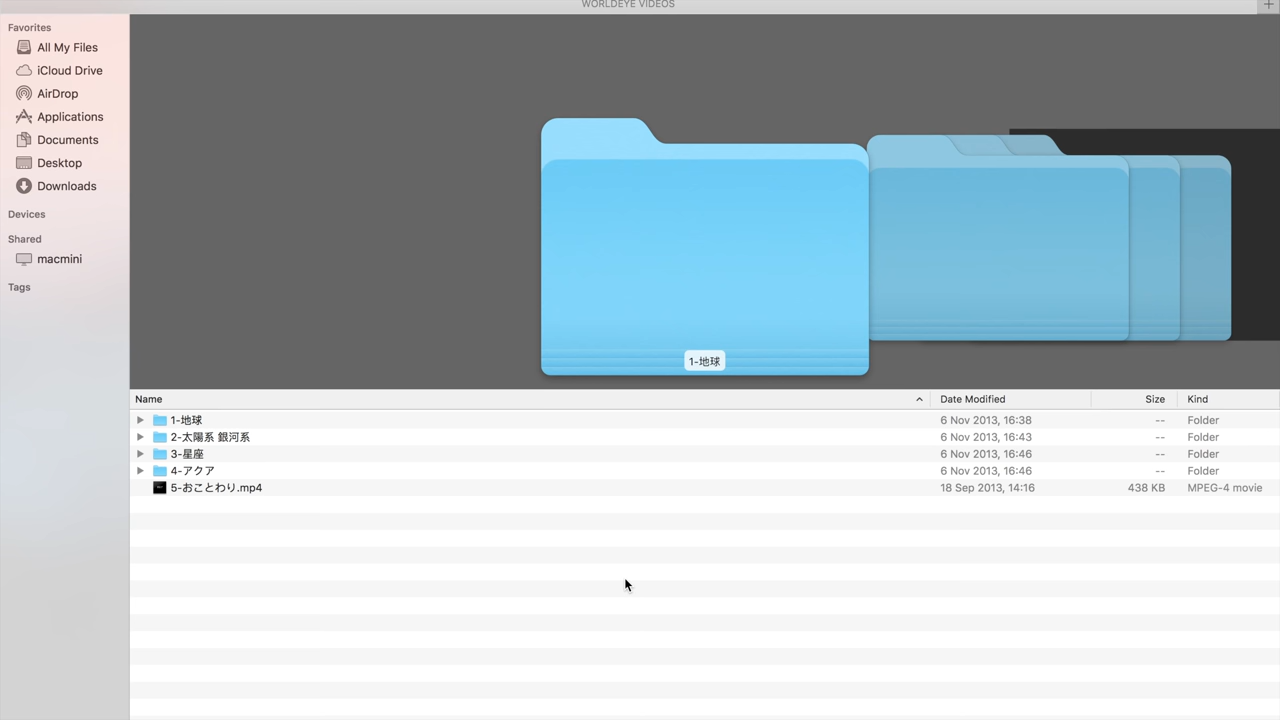 WORLDEYE VIDEOS
Favorites
All My Files
iCloud Drive
AirDrop
Applications
Documents
Desktop
Downloads
Devices
Shared
macmini
Tags
1-地球
Name Date Modified Size Kind
1-地球 6 Nov 2013, 16:38 -- Folder
2-太陽系 銀河系 6 Nov 2013, 16:43 -- Folder
3-星座 6 Nov 2013, 16:46 -- Folder
4-アクア 6 Nov 2013, 16:46 -- Folder
5-おことわり.mp4 18 Sep 2013, 14:16 438 KB MPEG-4 movie